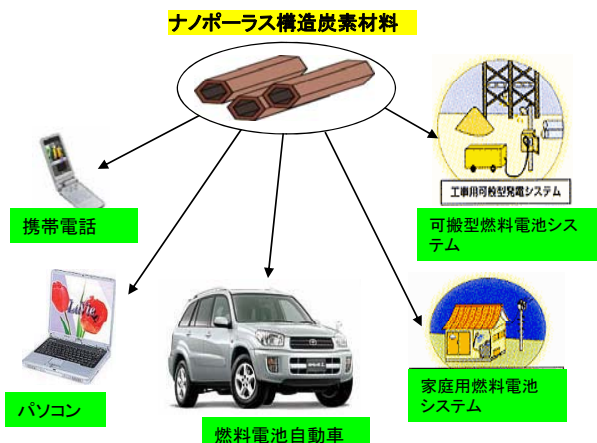 ナノポーラス構造炭素材料
工事用可般型発電システム
携帯電話
可搬型燃料電池シス
テム
パソコン
燃料電池自動車
家庭用燃料電池
システム